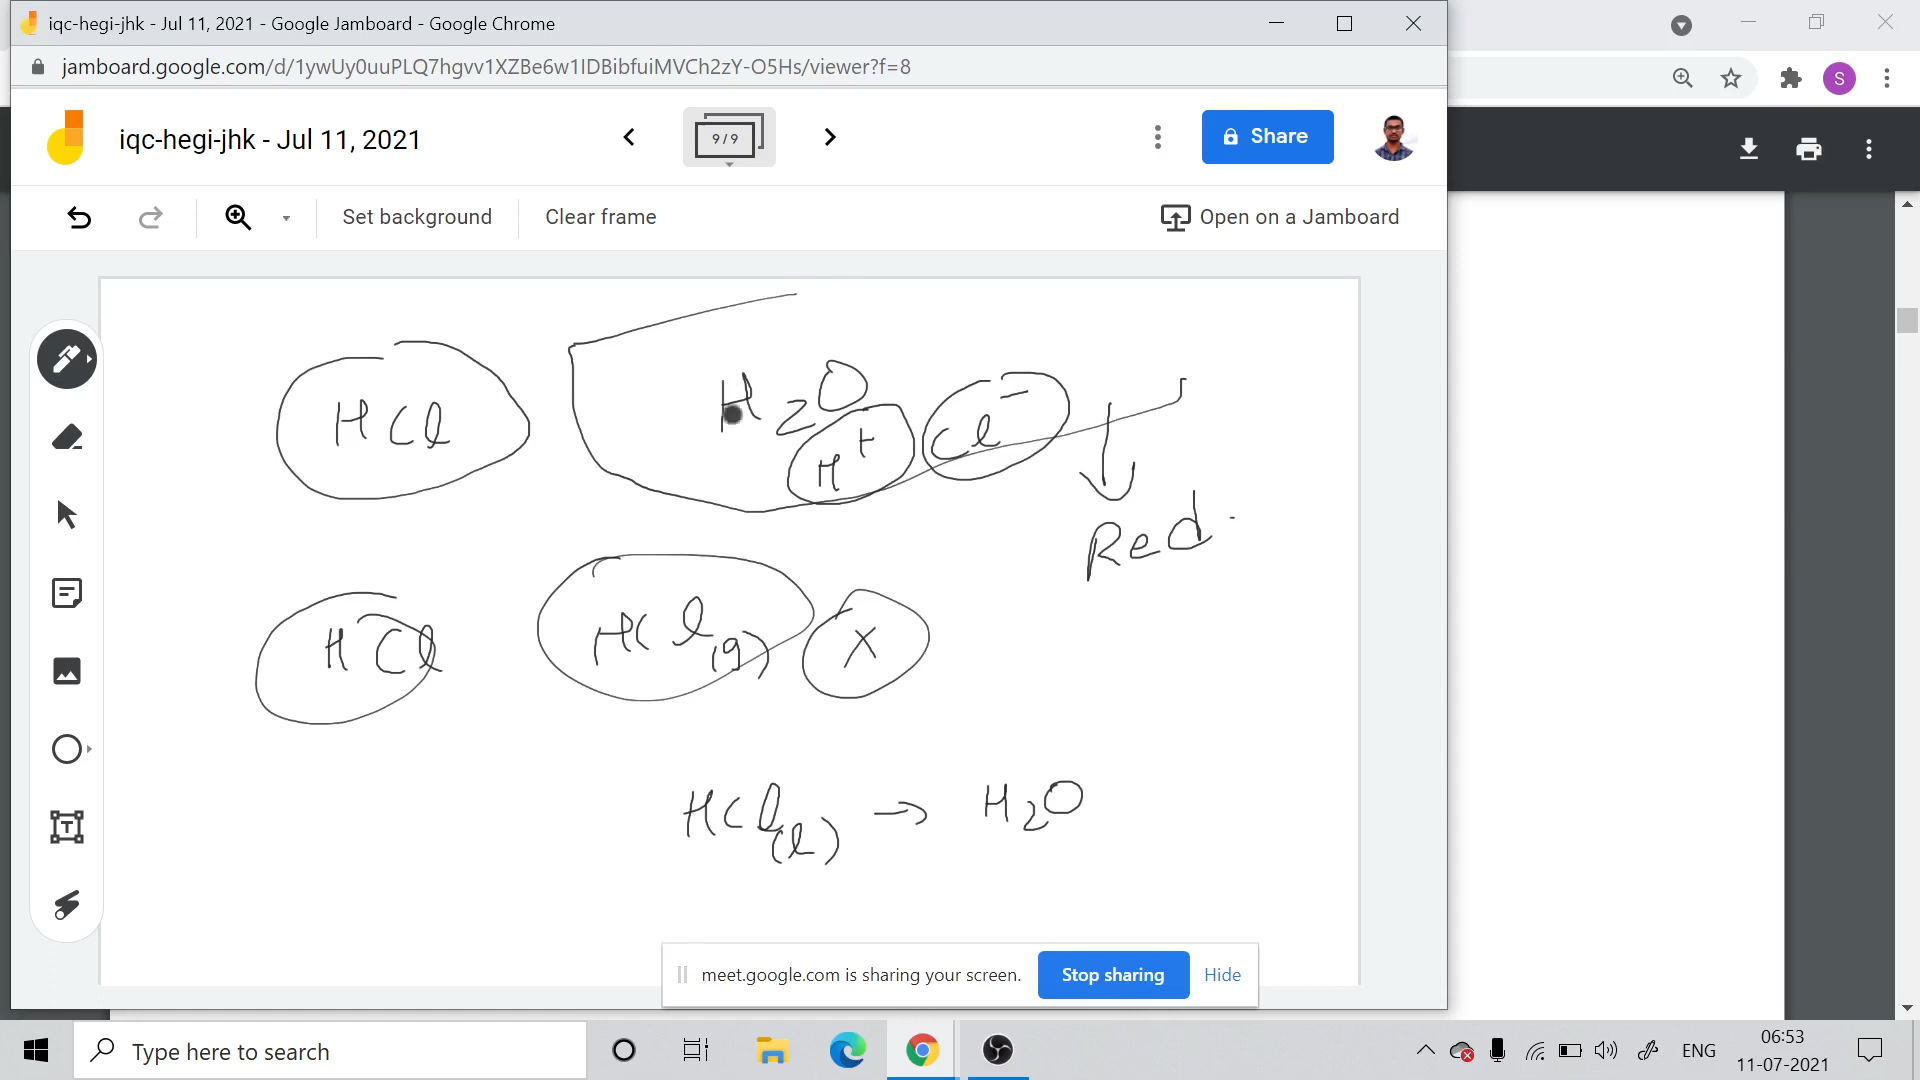 iqc-hegi-jhk - Jul 11, 2021 - Google Jamboard - Google Chrome
jamboard.google.com/d/1ywUy0uuPLQ7hgvv1XZBe6w1IDBibfuiMVCh2zY-O5Hs/viewer?f=8
S
iqc-hegi-jhk - Jul 11, 2021
9 / 9
Share
Set background
Clear frame
Open on a Jamboard
HCl
H2O
H+
Cl-
Red.
HCl
HCl(g)
X
HCl(l) → H2O
meet.google.com is sharing your screen.
Stop sharing
Hide
Type here to search
ENG
06:53
11-07-2021